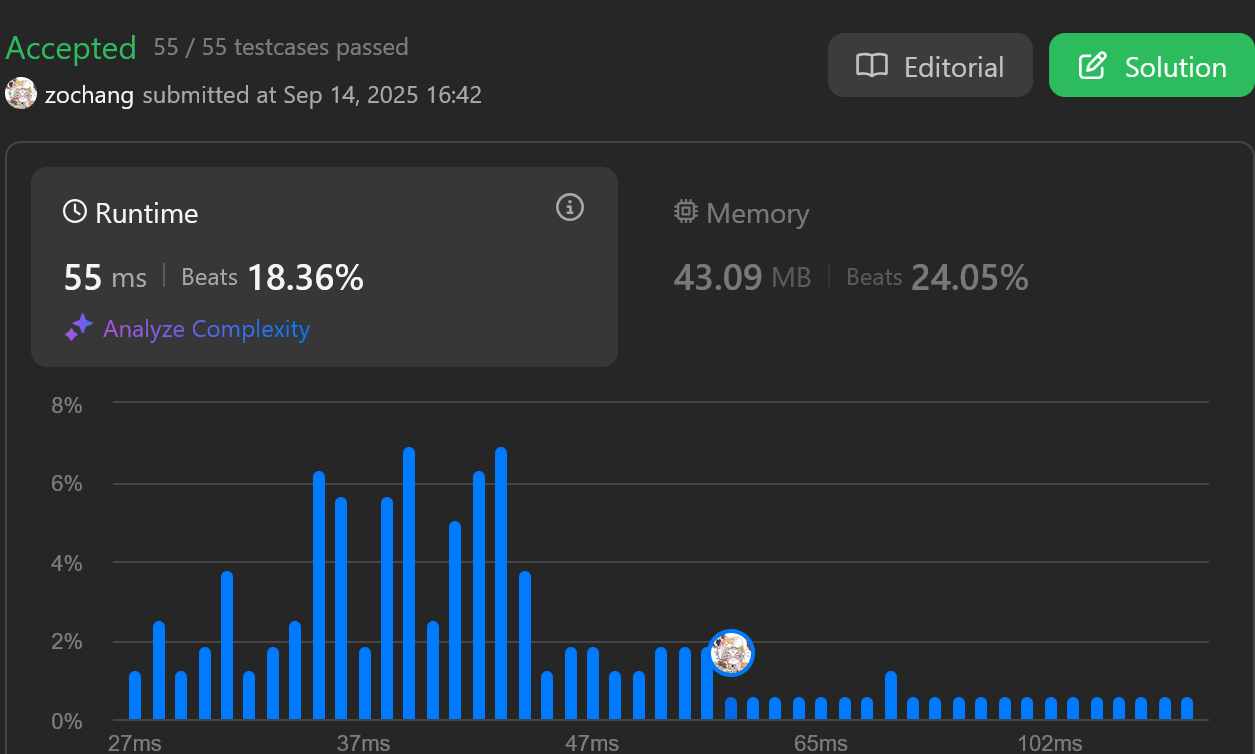 Accepted 55 / 55 testcases passed
zochang submitted at Sep 14, 2025 16:42
Editorial
Solution
Runtime
55 ms Beats 18.36%
Analyze Complexity
Memory
43.09 MB Beats 24.05%
8%
6%
4%
2%
0%
27ms 37ms 47ms 65ms 102ms